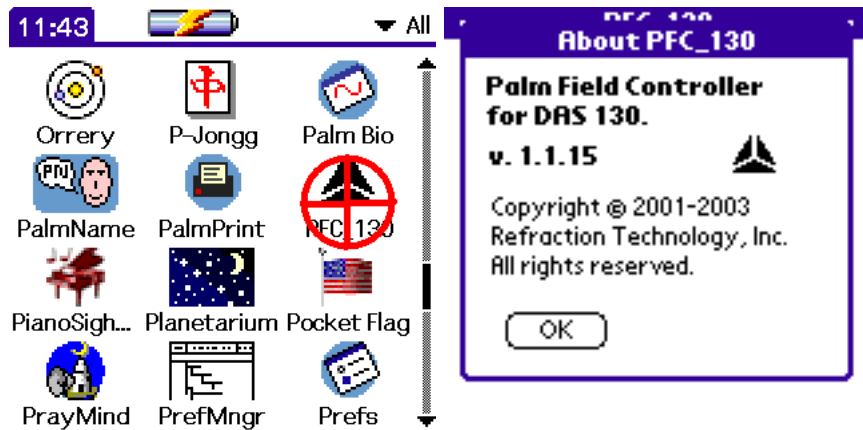 11:43
All
Orrery
P-Jongg
Palm Bio
PN
PalmName
PalmPrint
PFC_130
PianoSigh...
Planetarium
Pocket Flag
PrayMind
PrefMngr
Prefs
About PFC_130
Palm Field Controller
for DAS 130.
v. 1.1.15
Copyright © 2001-2003
Refraction Technology, Inc.
All rights reserved.
OK